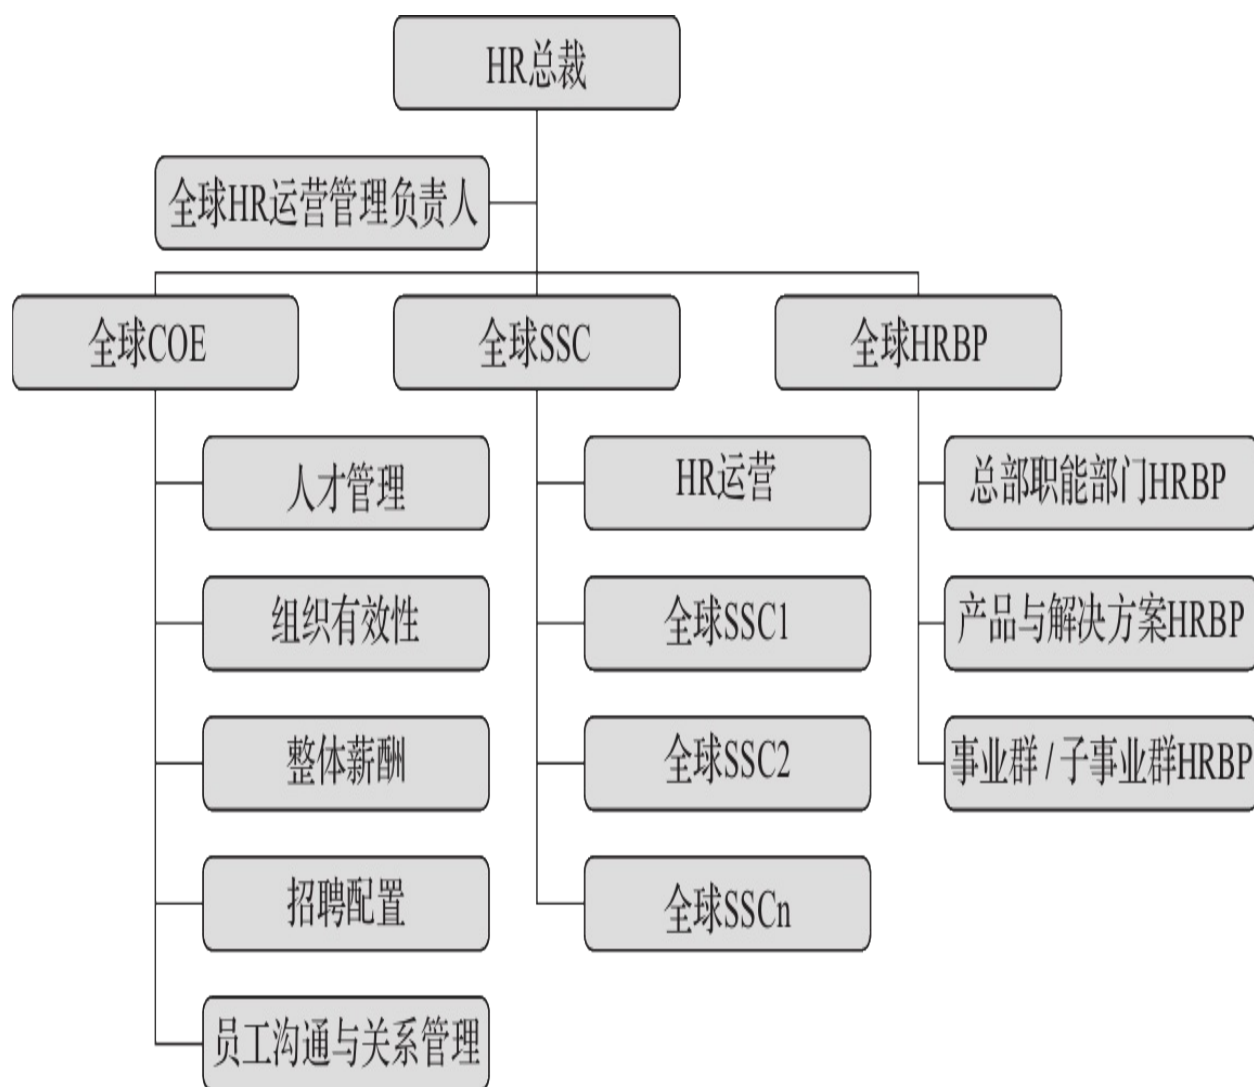 HR总裁
全球HR运营管理负责人
全球COE
全球SSC
全球HRBP
人才管理
HR运营
总部职能部门HRBP
组织有效性
全球SSC1
产品与解决方案HRBP
整体薪酬
全球SSC2
事业群 / 子事业群HRBP
招聘配置
全球SSCn
员工沟通与关系管理